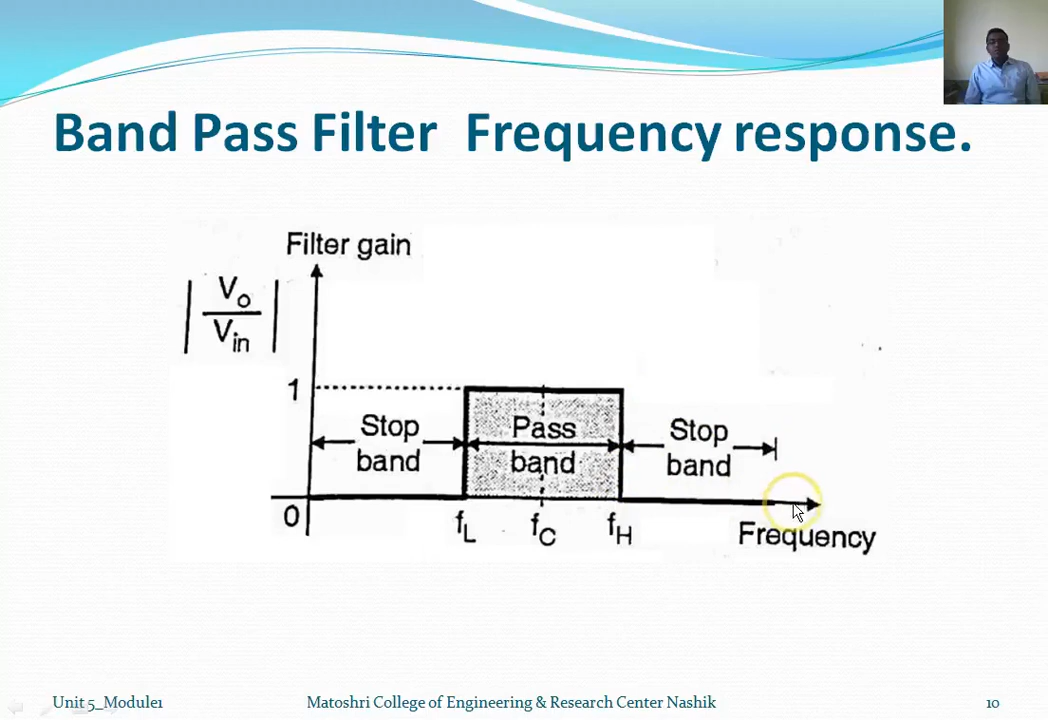 Band Pass Filter Frequency response.
Filter gain
| Vo / Vin |
1
Stop band
Pass band
Stop band
0
fL
fC
fH
Frequency
Unit 5_Module1
Matoshri College of Engineering & Research Center Nashik
10